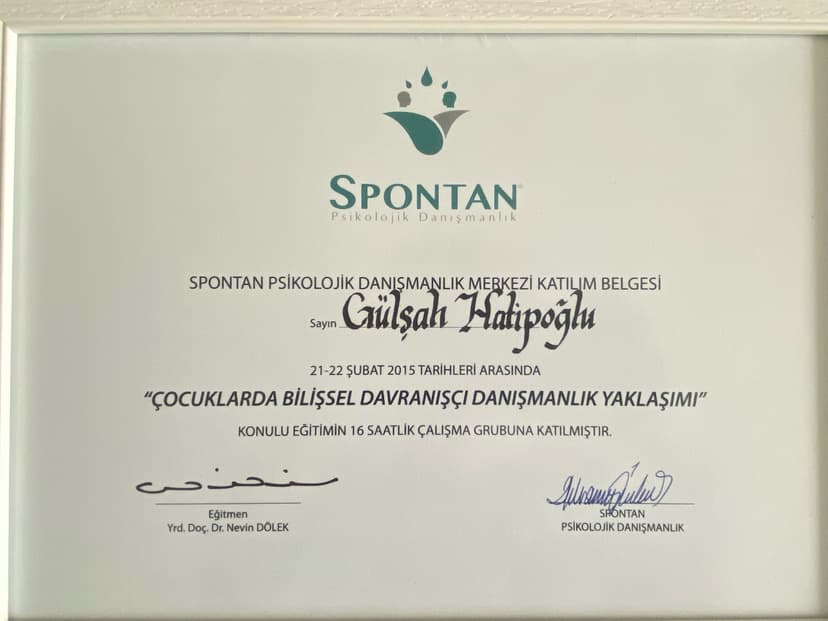 SPONTAN
Psikolojik Danışmanlık
SPONTAN PSİKOLOJİK DANIŞMANLIK MERKEZİ KATILIM BELGESİ
Sayın Gülşah Hatipoğlu
21-22 ŞUBAT 2015 TARİHLERİ ARASINDA
“ÇOCUKLARDA BİLİŞSEL DAVRANIŞÇI DANIŞMANLIK YAKLAŞIMI”
KONULU EĞİTİMİN 16 SAATLİK ÇALIŞMA GRUBUNA KATILMIŞTIR.
Eğitmen
Yrd. Doç. Dr. Nevin DÖLEK
SPONTAN
PSİKOLOJİK DANIŞMANLIK